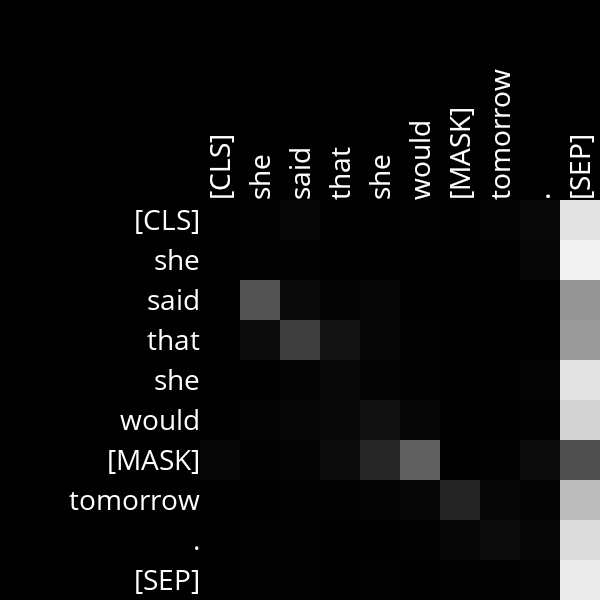 [CLS] she said that she would [MASK] tomorrow . [SEP]
[CLS]
she
said
that
she
would
[MASK]
tomorrow
.
[SEP]